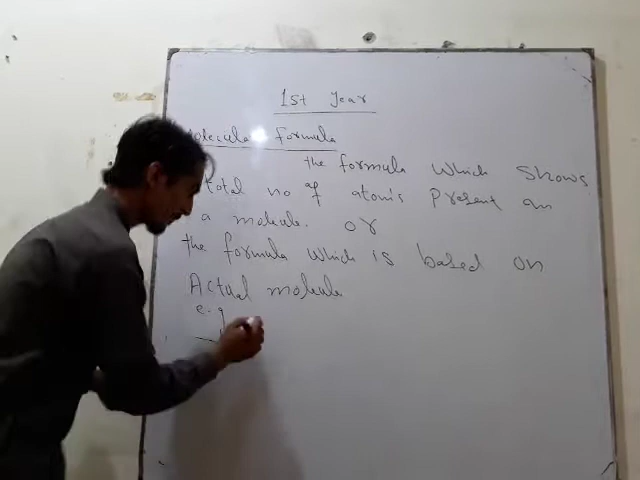 1st Year
Molecular formula
the formula Which Shows
total no of atoms Present in
a molecule. OR
the formula Which is based on
Actual molecule
e.g